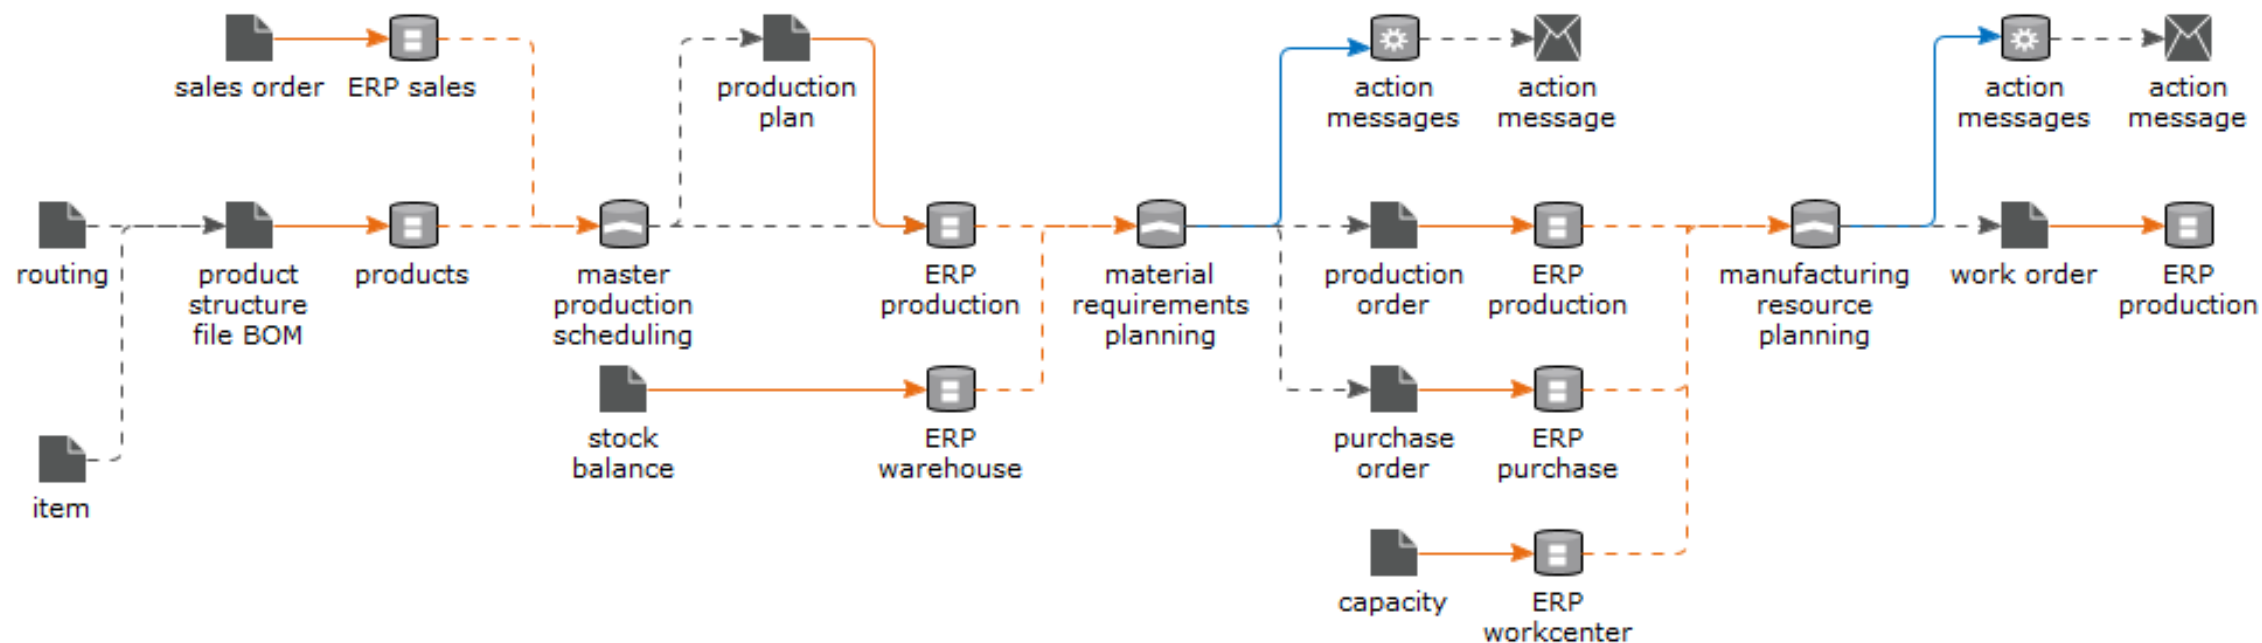 sales order
ERP sales
production
plan
action
messages
action
message
action
messages
action
message
routing
product
structure
file BOM
products
master
production
scheduling
ERP
production
material
requirements
planning
production
order
ERP
production
manufacturing
resource
planning
work order
ERP
production
item
stock
balance
ERP
warehouse
purchase
order
ERP
purchase
capacity
ERP
workcenter